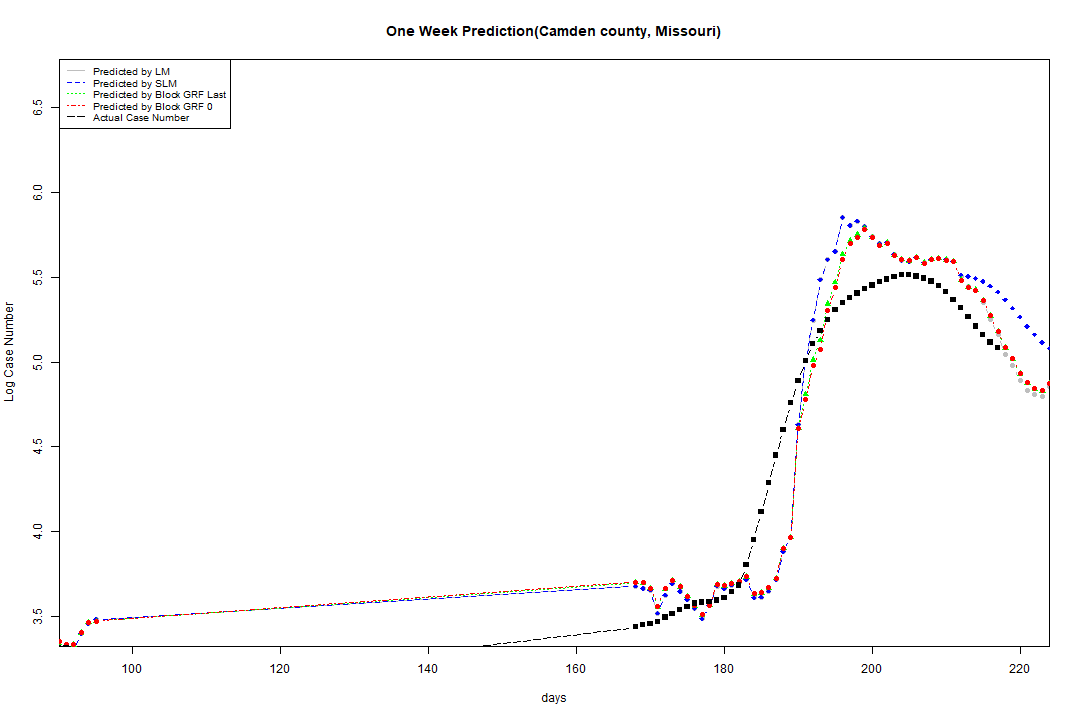 One Week Prediction(Camden county, Missouri)
Predicted by LM
Predicted by SLM
Predicted by Block GRF Last
Predicted by Block GRF 0
Actual Case Number
6.5
6.0
5.5
5.0
4.5
4.0
3.5
Log Case Number
100 120 140 160 180 200 220
days